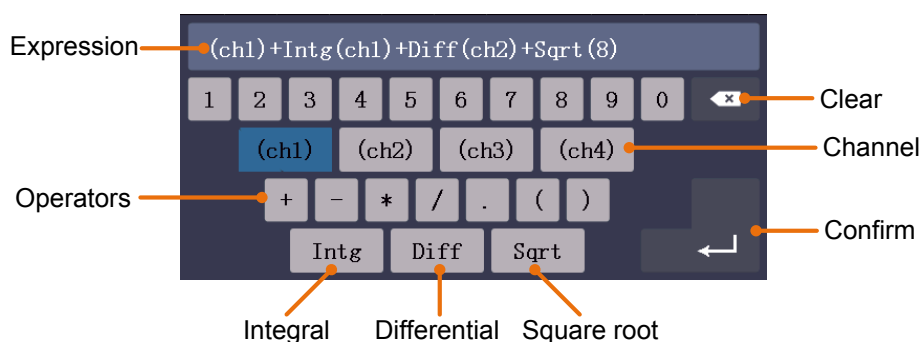 Expression
(ch1)+Intg(ch1)+Diff(ch2)+Sqrt(8)
1 2 3 4 5 6 7 8 9 0
Clear
(ch1) (ch2) (ch3) (ch4)
Channel
Operators
+ - * / . ( )
Confirm
Intg Diff Sqrt
Integral Differential Square root